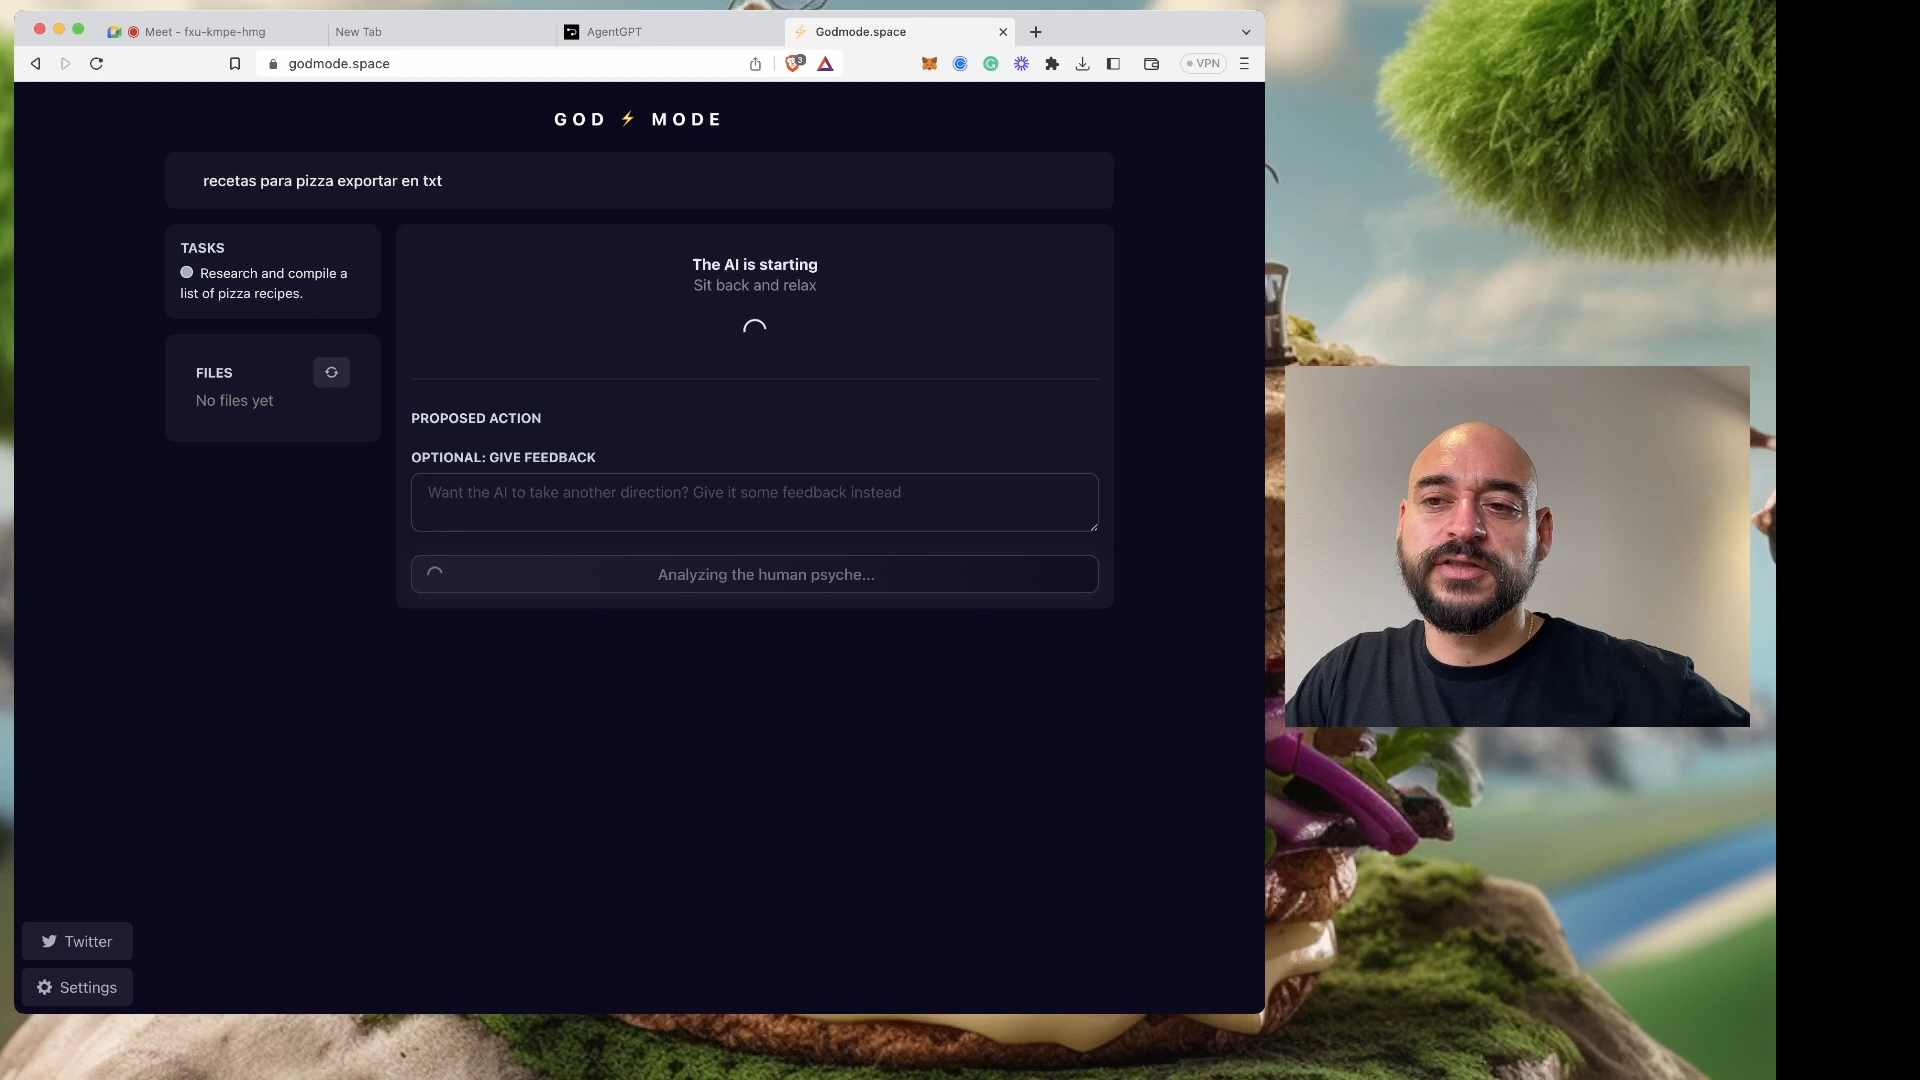 Meet - fxu-kmpe-hmg
New Tab
AgentGPT
Godmode.space
godmode.space
3
VPN
GOD ⚡ MODE
recetas para pizza exportar en txt
TASKS
Research and compile a
list of pizza recipes.
FILES
No files yet
The AI is starting
Sit back and relax
PROPOSED ACTION
OPTIONAL: GIVE FEEDBACK
Want the AI to take another direction? Give it some feedback instead
Analyzing the human psyche...
Twitter
Settings